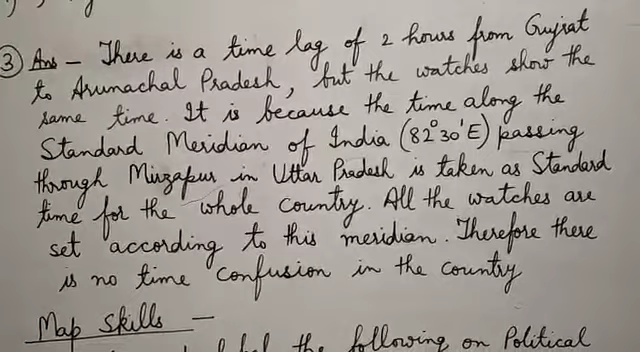 ③ Ans - There is a time lag of 2 hours from Gujrat
to Arunachal Pradesh, but the watches show the
same time. It is because the time along the
Standard Meridian of India (82°30'E) passing
through Mirzapur in Uttar Pradesh is taken as Standard
time for the whole country. All the watches are
set according to this meridian. Therefore there
is no time confusion in the country
Map Skills -
the following on Political